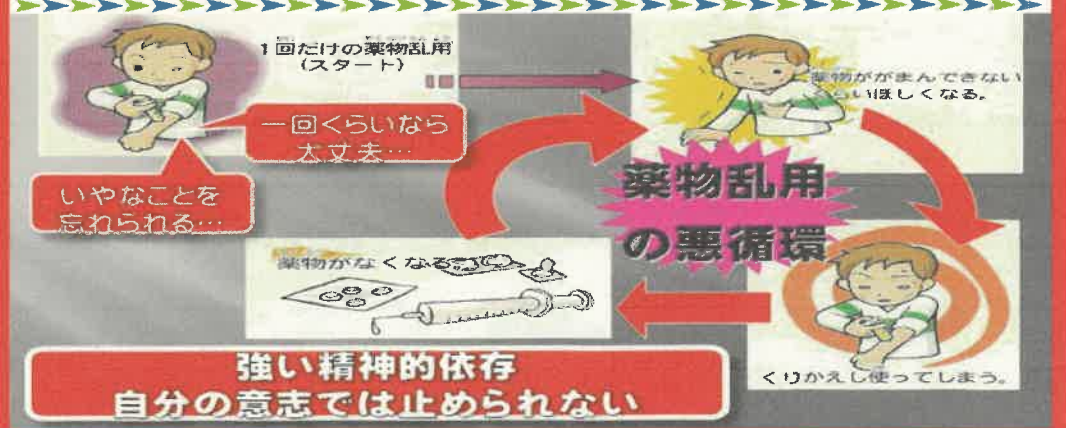 1回だけの薬物乱用
(スタート)
一回くらいなら
大丈夫…
いやなことを
忘れられる…
薬物ががまんできない
いほしくなる。
薬物乱用
の悪循環
くりかえし使ってしまう。
薬物がなくなる
強い精神的依存
自分の意志では止められない